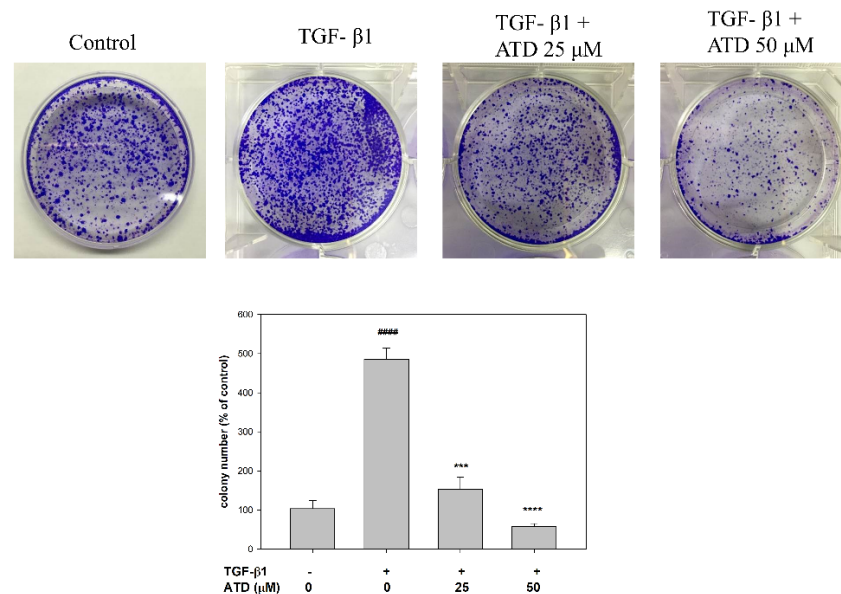 Control
TGF- β1
TGF- β1 +
ATD 25 μM
TGF- β1 +
ATD 50 μM
600
500
400
300
200
100
0
colony number (% of control)
####
***
****
TGF-β1 - + + +
ATD (μM) 0 0 25 50